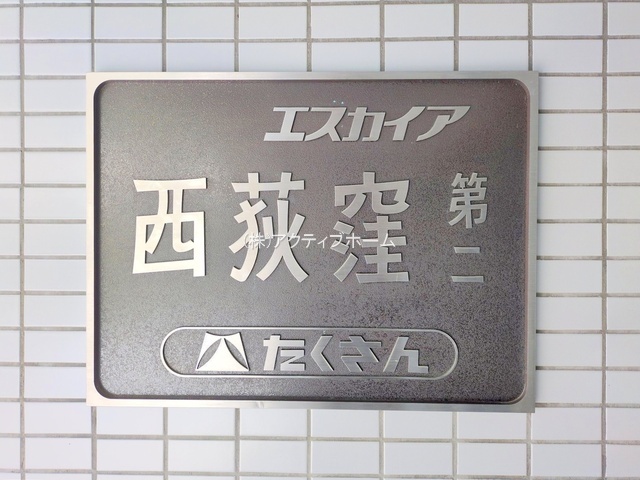 エスカイア
西荻窪 第二
(株)アクティブホーム
たくさん